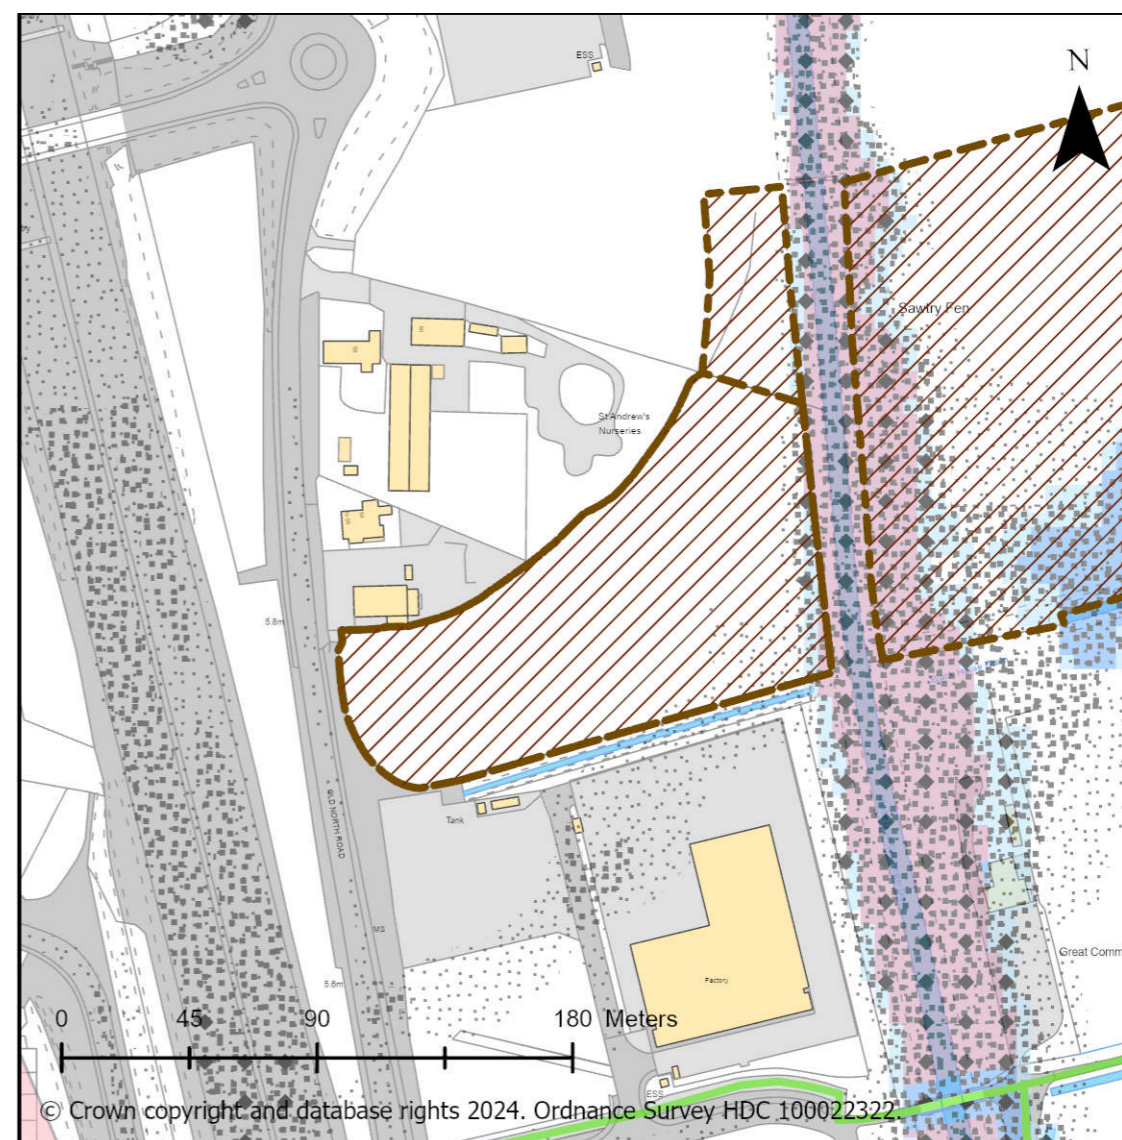 ESS
N
Sawtry Fen
St Andrew's
Nurseries
5.8m
OLD NORTH ROAD
Tank
MS
Great Comm
Factory
5.6m
0 45 90 180 Meters
ESS
© Crown copyright and database rights 2024. Ordnance Survey HDC 100022322.